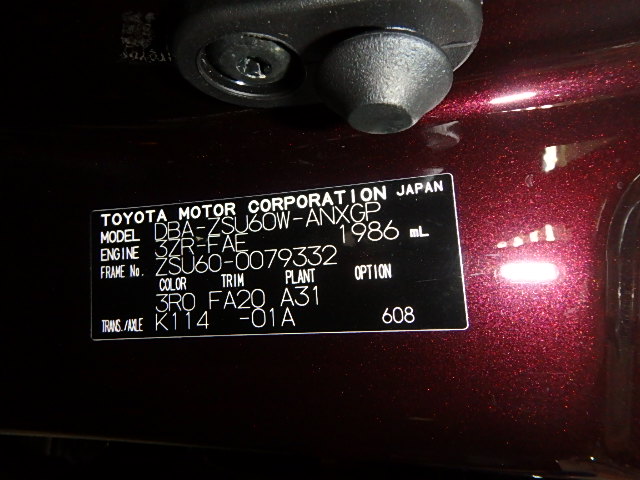 TOYOTA MOTOR CORPORATION JAPAN
MODEL DBA-ZSU60W-ANXGP
ENGINE 3ZR-FAE 1986 mL
FRAME No. ZSU60-0079332
COLOR TRIM PLANT OPTION
3R0 FA20 A31
TRANS./AXLE K114 -01A 608